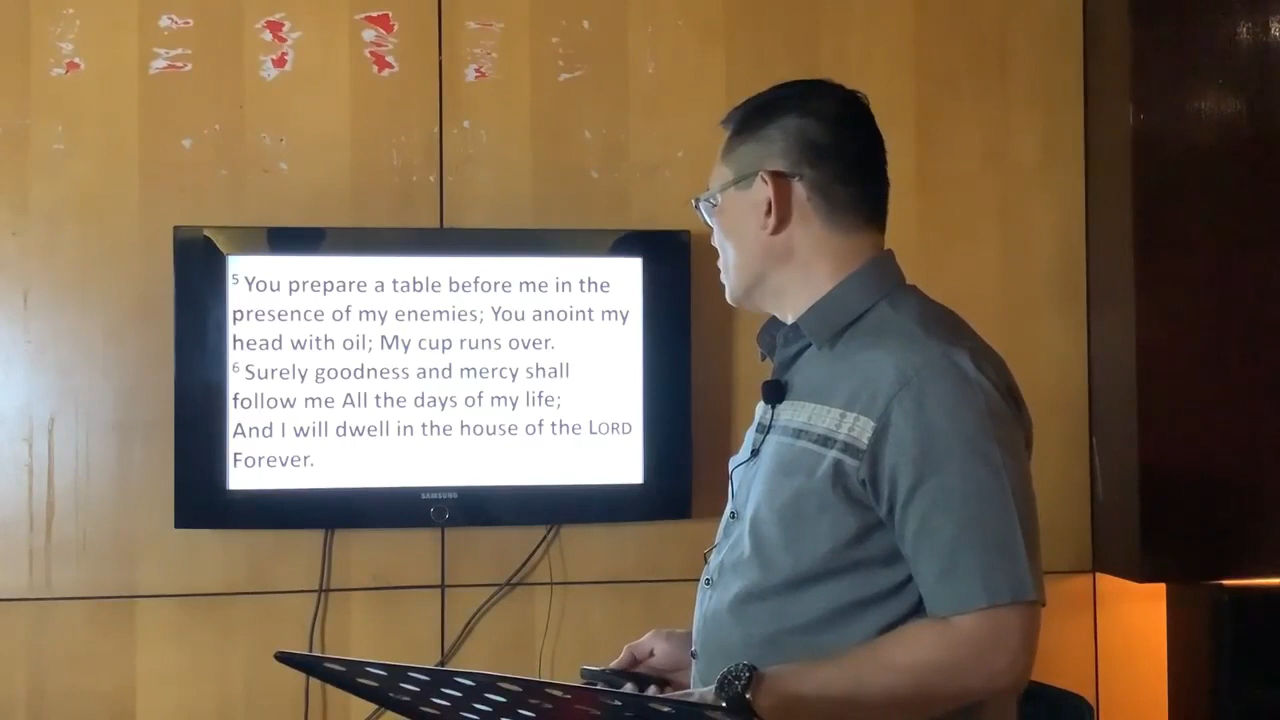 5 You prepare a table before me in the
presence of my enemies; You anoint my
head with oil; My cup runs over.
6 Surely goodness and mercy shall
follow me All the days of my life;
And I will dwell in the house of the LORD
Forever.
SAMSUNG